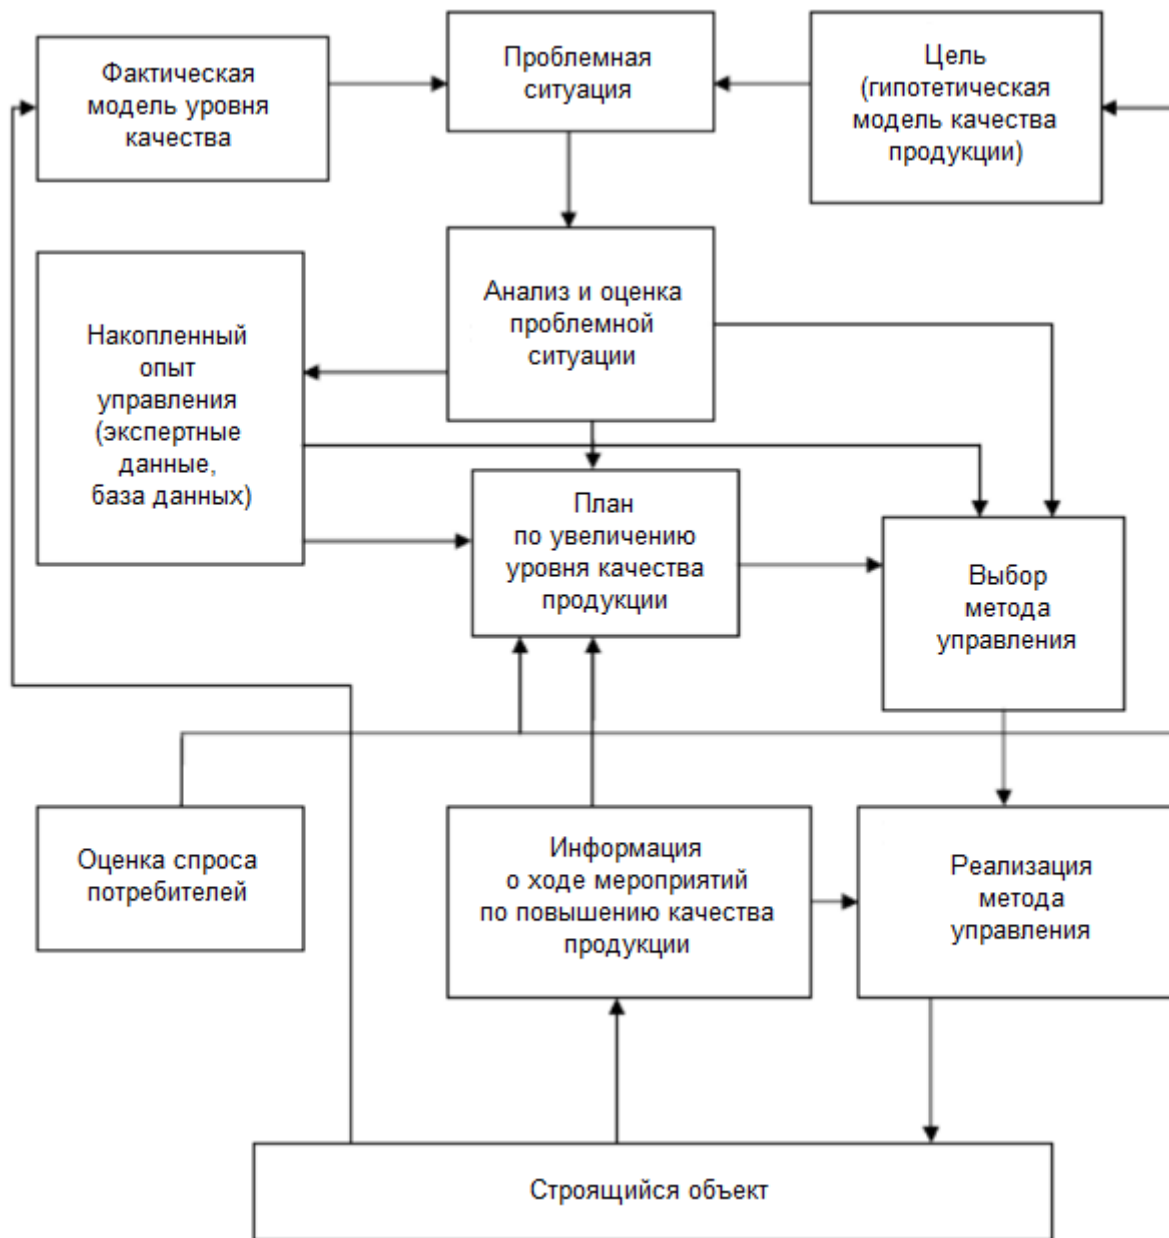 Фактическая
модель уровня
качества
Проблемная
ситуация
Цель
(гипотетическая
модель качества
продукции)
Анализ и оценка
проблемной
ситуации
Накопленный
опыт
управления
(экспертные
данные,
база данных)
План
по увеличению
уровня качества
продукции
Выбор
метода
управления
Оценка спроса
потребителей
Информация
о ходе мероприятий
по повышению качества
продукции
Реализация
метода
управления
Строящийся объект